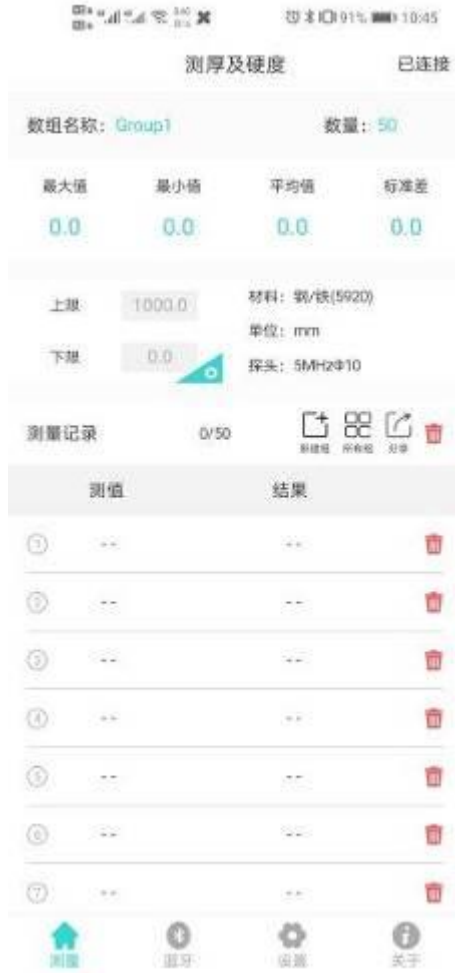 91% 10:45
测厚及硬度 已连接
数组名称：Group1 数量：50
最大值 最小值 平均值 标准差
0.0 0.0 0.0 0.0
上限 1000.0 材料：钢/铁(5920)
单位：mm
下限 0.0 探头：5MHzΦ10
测量记录 0/50 新建组 所有组 分享
测值 结果
① -- --
② -- --
③ -- --
④ -- --
⑤ -- --
⑥ -- --
⑦ -- --
测量 蓝牙 设置 关于